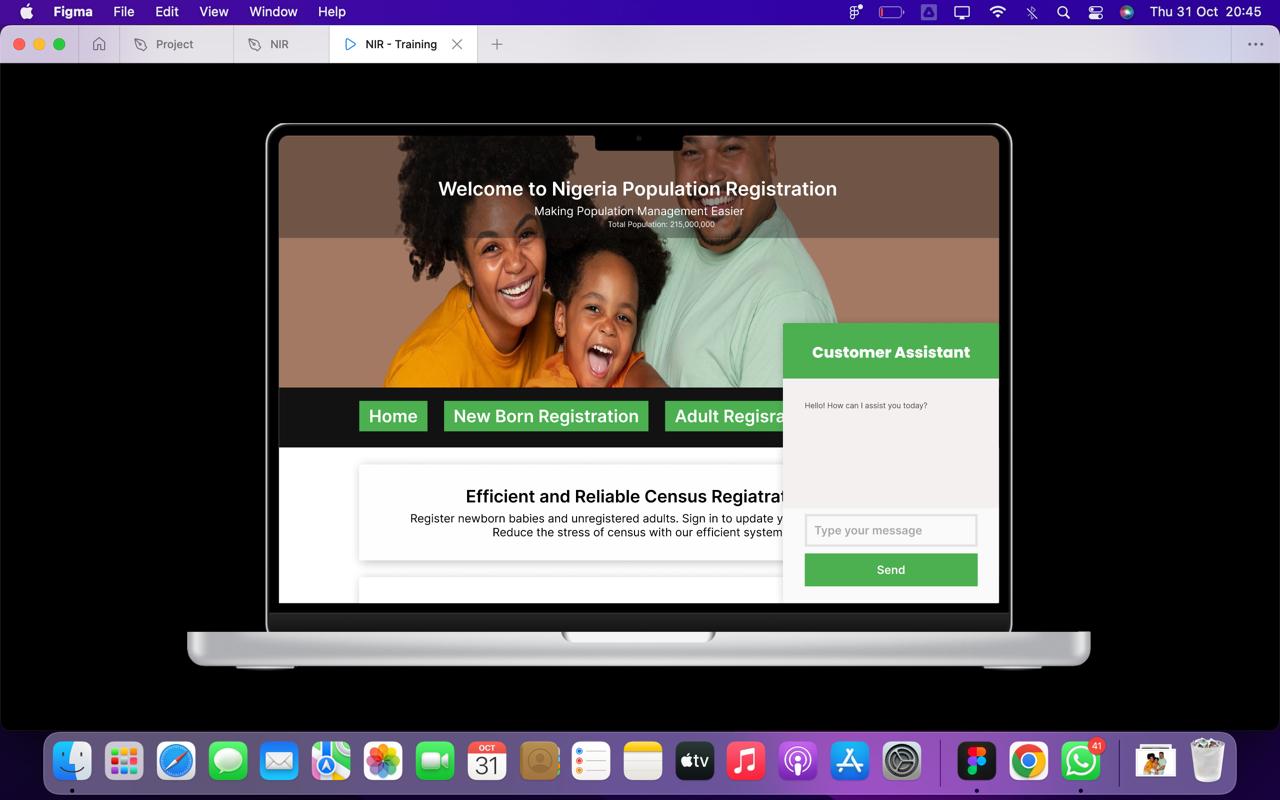 Figma File Edit View Window Help Thu 31 Oct 20:45
Project NIR NIR - Training
Welcome to Nigeria Population Registration
Making Population Management Easier
Total Population: 215,000,000
Customer Assistant
Hello! How can I assist you today?
Home New Born Registration Adult Regisra
Efficient and Reliable Census Regiatrat
Register newborn babies and unregistered adults. Sign in to update y
Reduce the stress of census with our efficient system
Type your message
Send
OCT
31
tv
41